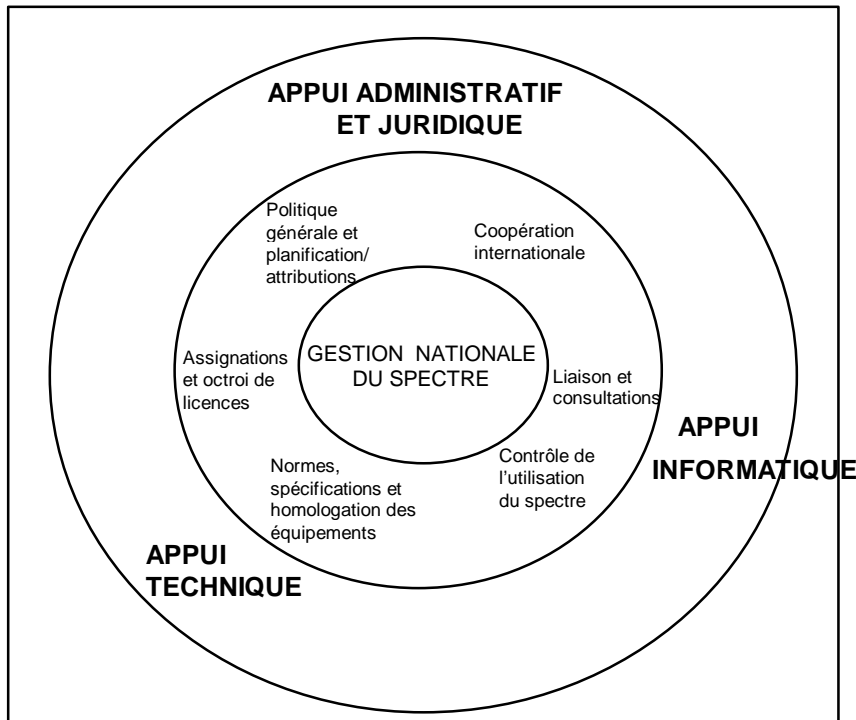 APPUI ADMINISTRATIF
ET JURIDIQUE
Politique
générale et
planification/
attributions
Coopération
internationale
GESTION NATIONALE
DU SPECTRE
Assignations
et octroi de
licences
Liaison et
consultations
APPUI
INFORMATIQUE
Normes,
spécifications et
homologation des
équipements
Contrôle de
l'utilisation
du spectre
APPUI
TECHNIQUE